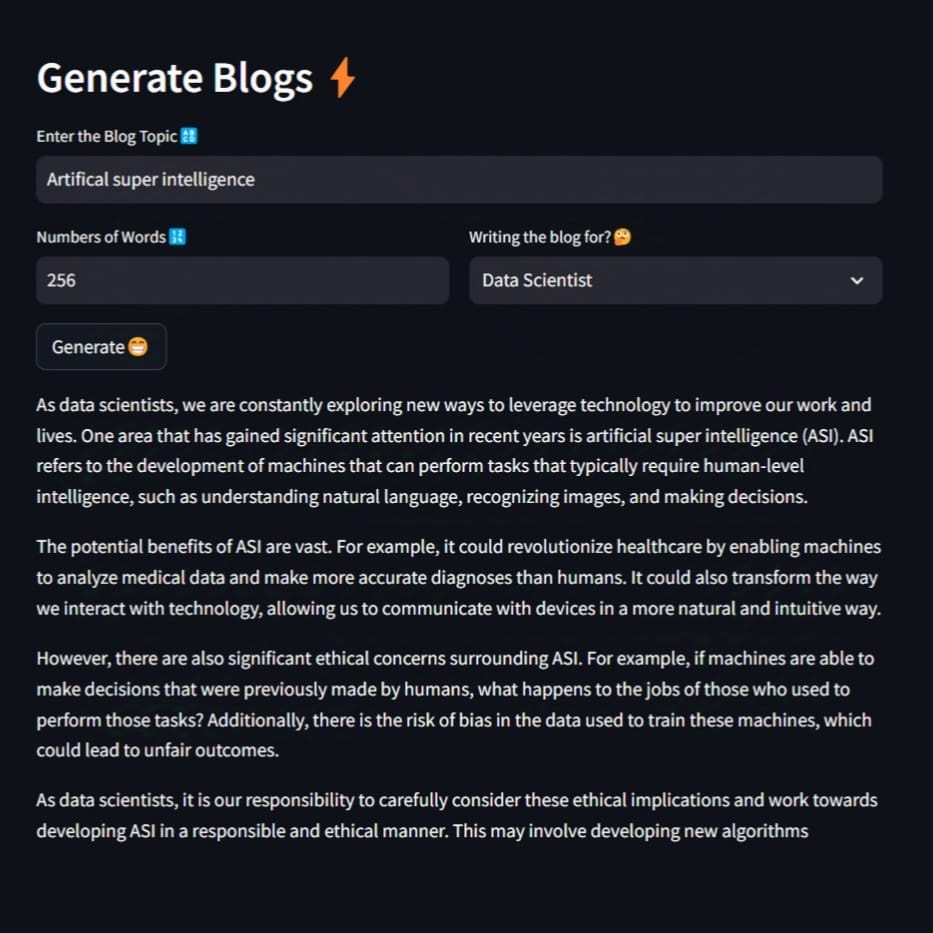 Generate Blogs ⚡
Enter the Blog Topic 🔠
Artifical super intelligence
Numbers of Words 🔢
Writing the blog for? 🤔
256
Data Scientist
Generate 😁
As data scientists, we are constantly exploring new ways to leverage technology to improve our work and
lives. One area that has gained significant attention in recent years is artificial super intelligence (ASI). ASI
refers to the development of machines that can perform tasks that typically require human-level
intelligence, such as understanding natural language, recognizing images, and making decisions.
The potential benefits of ASI are vast. For example, it could revolutionize healthcare by enabling machines
to analyze medical data and make more accurate diagnoses than humans. It could also transform the way
we interact with technology, allowing us to communicate with devices in a more natural and intuitive way.
However, there are also significant ethical concerns surrounding ASI. For example, if machines are able to
make decisions that were previously made by humans, what happens to the jobs of those who used to
perform those tasks? Additionally, there is the risk of bias in the data used to train these machines, which
could lead to unfair outcomes.
As data scientists, it is our responsibility to carefully consider these ethical implications and work towards
developing ASI in a responsible and ethical manner. This may involve developing new algorithms